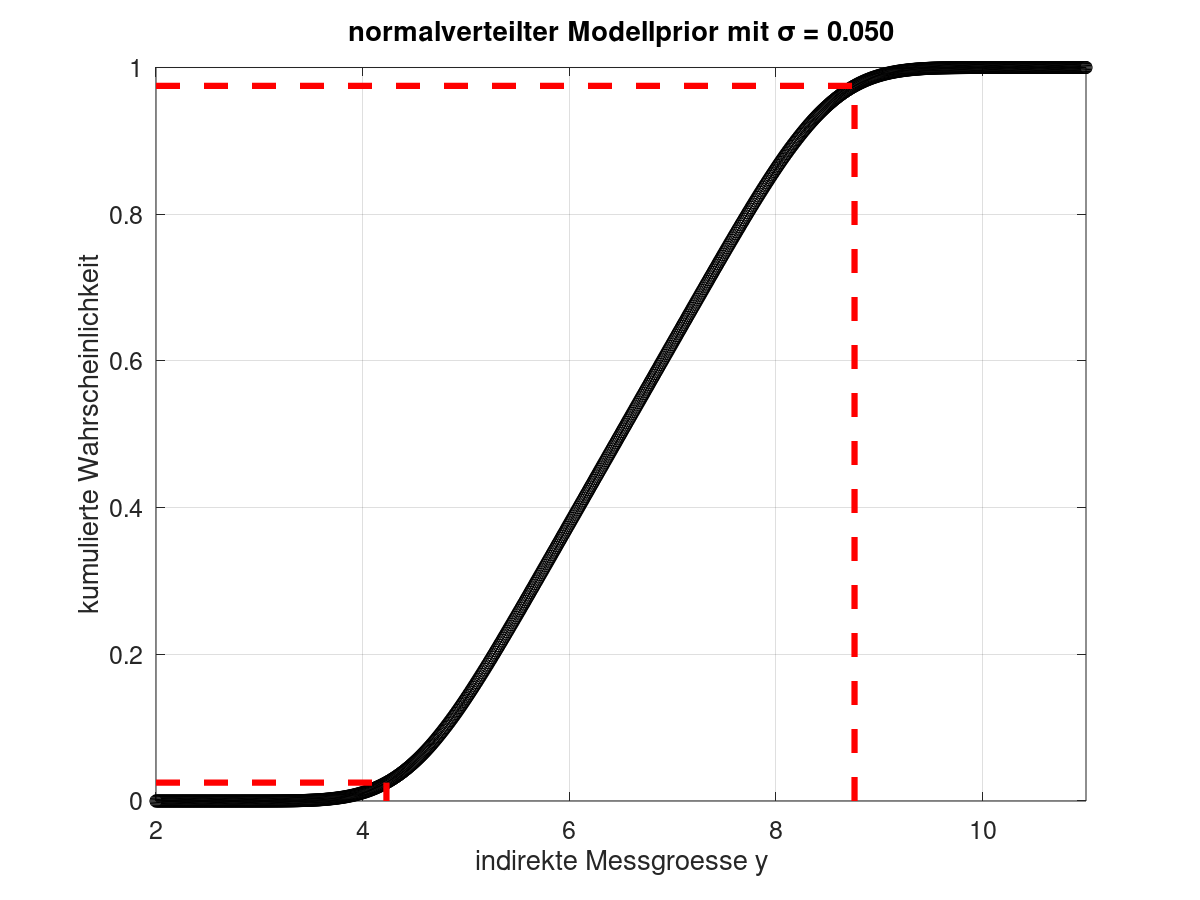 normalverteilter Modellprior mit σ = 0.050
kumulierte Wahrscheinlichkeit
1
0.8
0.6
0.4
0.2
0
2 4 6 8 10
indirekte Messgroesse y